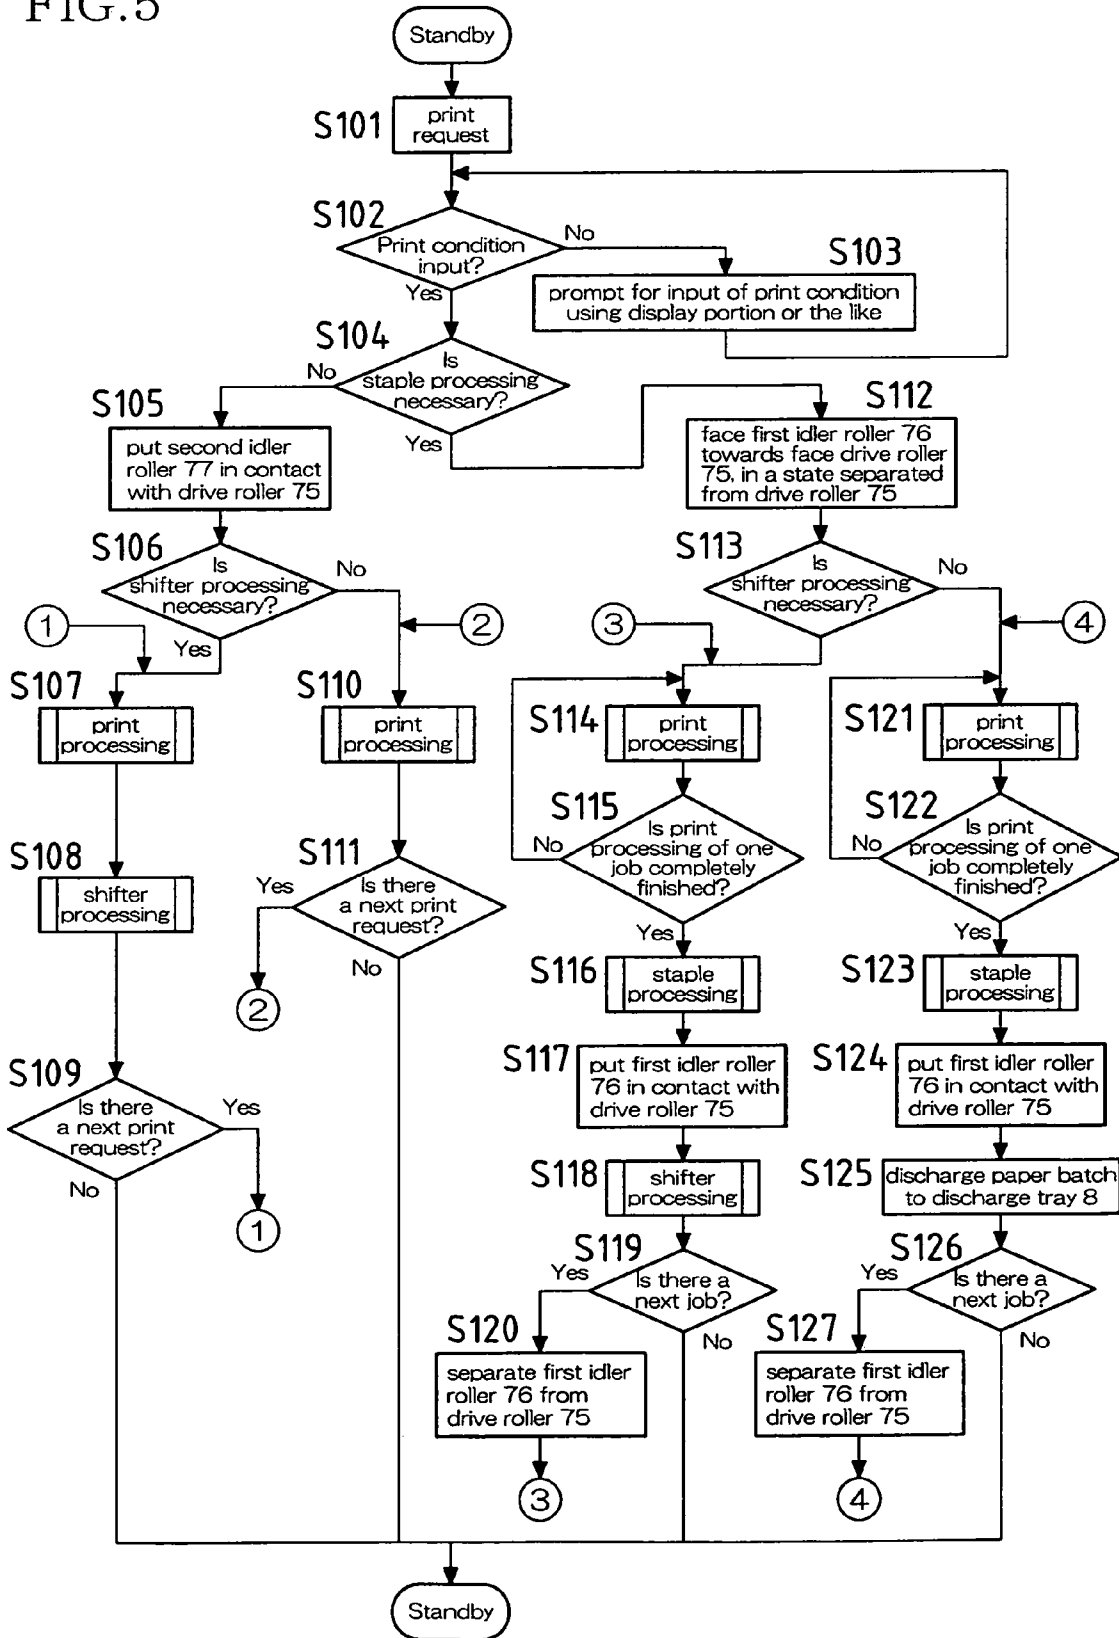 FIG.5
Standby
S101
print
request
S102
Print condition
input?
No
Yes
S103
prompt for input of print condition
using display portion or the like
S104
Is
staple processing
necessary?
No
Yes
S105
put second idler
roller 77 in contact
with drive roller 75
S112
face first idler roller 76
towards face drive roller
75, in a state separated
from drive roller 75
S106
Is
shifter processing
necessary?
No
Yes
1
2
S113
Is
shifter processing
necessary?
No
3
4
S107
print
processing
S110
print
processing
S114
print
processing
S121
print
processing
S115
Is print
processing of one
job completely
finished?
No
Yes
S122
Is print
processing of one
job completely
finished?
No
Yes
S108
shifter
processing
S111
Is there
a next print
request?
Yes
No
2
S116
staple
processing
S123
staple
processing
S117
put first idler roller
76 in contact with
drive roller 75
S124
put first idler roller
76 in contact with
drive roller 75
S109
Is there
a next print
request?
Yes
No
1
S118
shifter
processing
S125
discharge paper batch
to discharge tray 8
S119
Is there a
next job?
Yes
No
S126
Is there a
next job?
Yes
No
S120
separate first idler
roller 76 from
drive roller 75
S127
separate first idler
roller 76 from
drive roller 75
3
4
Standby